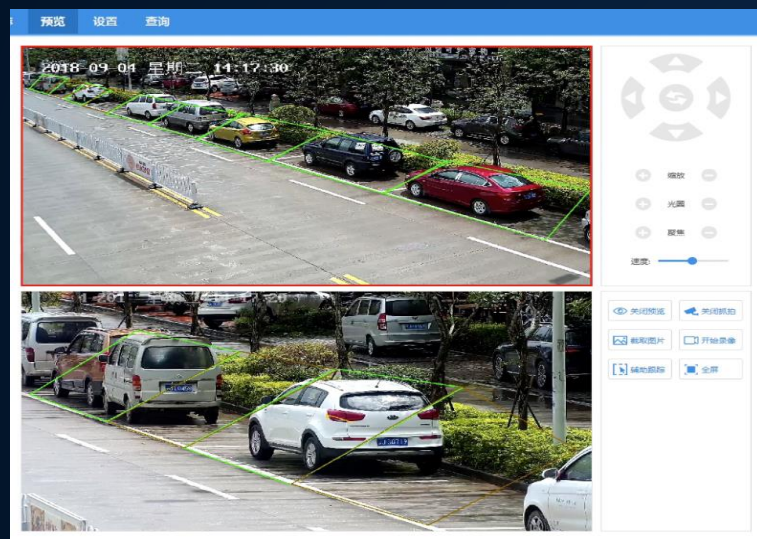 预览 设置 查询
2018-09-04 星期二 14:17:30
缩放
光圈
聚焦
速度:
关闭预览 关闭抓拍
截取图片 开始录像
辅助跟踪 全屏